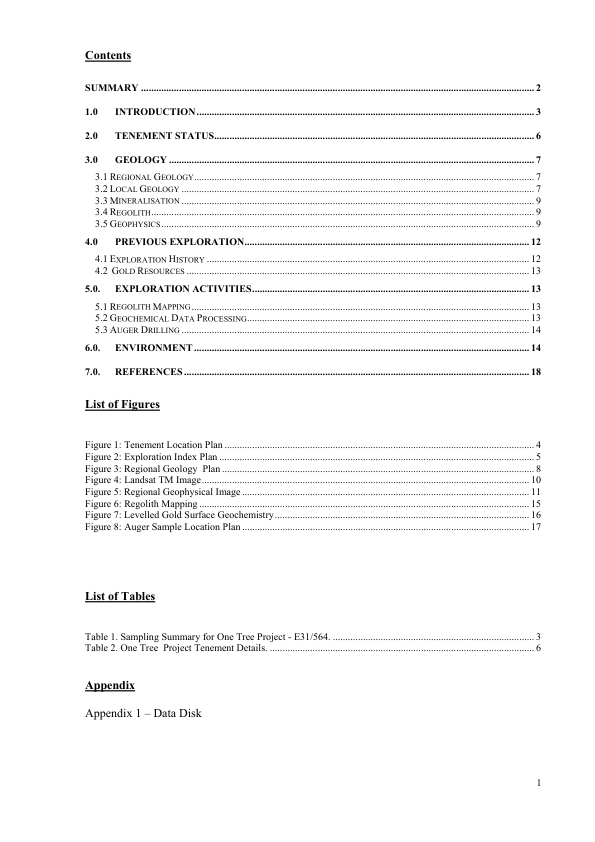 Contents
SUMMARY ... 2
1.0 INTRODUCTION ... 3
2.0 TENEMENT STATUS ... 6
3.0 GEOLOGY ... 7
3.1 REGIONAL GEOLOGY ... 7
3.2 LOCAL GEOLOGY ... 7
3.3 MINERALISATION ... 9
3.4 REGOLITH ... 9
3.5 GEOPHYSICS ... 9
4.0 PREVIOUS EXPLORATION ... 12
4.1 EXPLORATION HISTORY ... 12
4.2 GOLD RESOURCES ... 13
5.0. EXPLORATION ACTIVITIES ... 13
5.1 REGOLITH MAPPING ... 13
5.2 GEOCHEMICAL DATA PROCESSING ... 13
5.3 AUGER DRILLING ... 14
6.0. ENVIRONMENT ... 14
7.0. REFERENCES ... 18
List of Figures
Figure 1: Tenement Location Plan ... 4
Figure 2: Exploration Index Plan ... 5
Figure 3: Regional Geology Plan ... 8
Figure 4: Landsat TM Image ... 10
Figure 5: Regional Geophysical Image ... 11
Figure 6: Regolith Mapping ... 15
Figure 7: Levelled Gold Surface Geochemistry ... 16
Figure 8: Auger Sample Location Plan ... 17
List of Tables
Table 1. Sampling Summary for One Tree Project - E31/564. ... 3
Table 2. One Tree Project Tenement Details. ... 6
Appendix
Appendix 1 – Data Disk
1